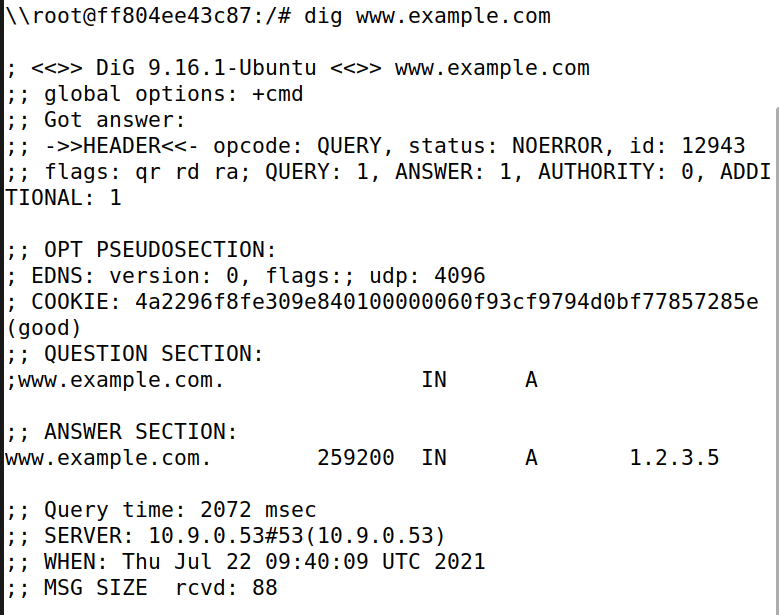 \\root@ff804ee43c87:/# dig www.example.com
; <<>> DiG 9.16.1-Ubuntu <<>> www.example.com
;; global options: +cmd
;; Got answer:
;; ->>HEADER<<- opcode: QUERY, status: NOERROR, id: 12943
;; flags: qr rd ra; QUERY: 1, ANSWER: 1, AUTHORITY: 0, ADDI
TIONAL: 1
;; OPT PSEUDOSECTION:
; EDNS: version: 0, flags:; udp: 4096
; COOKIE: 4a2296f8fe309e840100000060f93cf9794d0bf77857285e
(good)
;; QUESTION SECTION:
;www.example.com. IN A
;; ANSWER SECTION:
www.example.com. 259200 IN A 1.2.3.5
;; Query time: 2072 msec
;; SERVER: 10.9.0.53#53(10.9.0.53)
;; WHEN: Thu Jul 22 09:40:09 UTC 2021
;; MSG SIZE  rcvd: 88